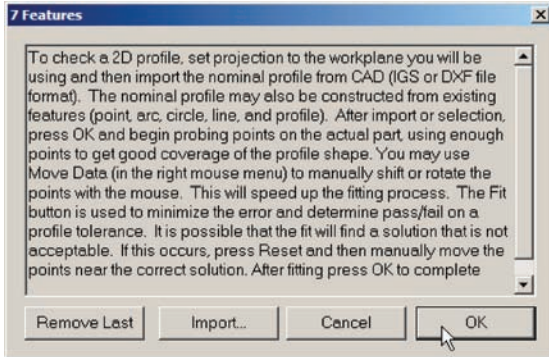 7 Features
To check a 2D profile, set projection to the workplane you will be
using and then import the nominal profile from CAD (IGS or DXF file
format). The nominal profile may also be constructed from existing
features (point, arc, circle, line, and profile). After import or selection,
press OK and begin probing points on the actual part, using enough
points to get good coverage of the profile shape. You may use
Move Data (in the right mouse menu) to manually shift or rotate the
points with the mouse. This will speed up the fitting process. The Fit
button is used to minimize the error and determine pass/fail on a
profile tolerance. It is possible that the fit will find a solution that is not
acceptable. If this occurs, press Reset and then manually move the
points near the correct solution. After fitting press OK to complete
Remove Last Import... Cancel OK